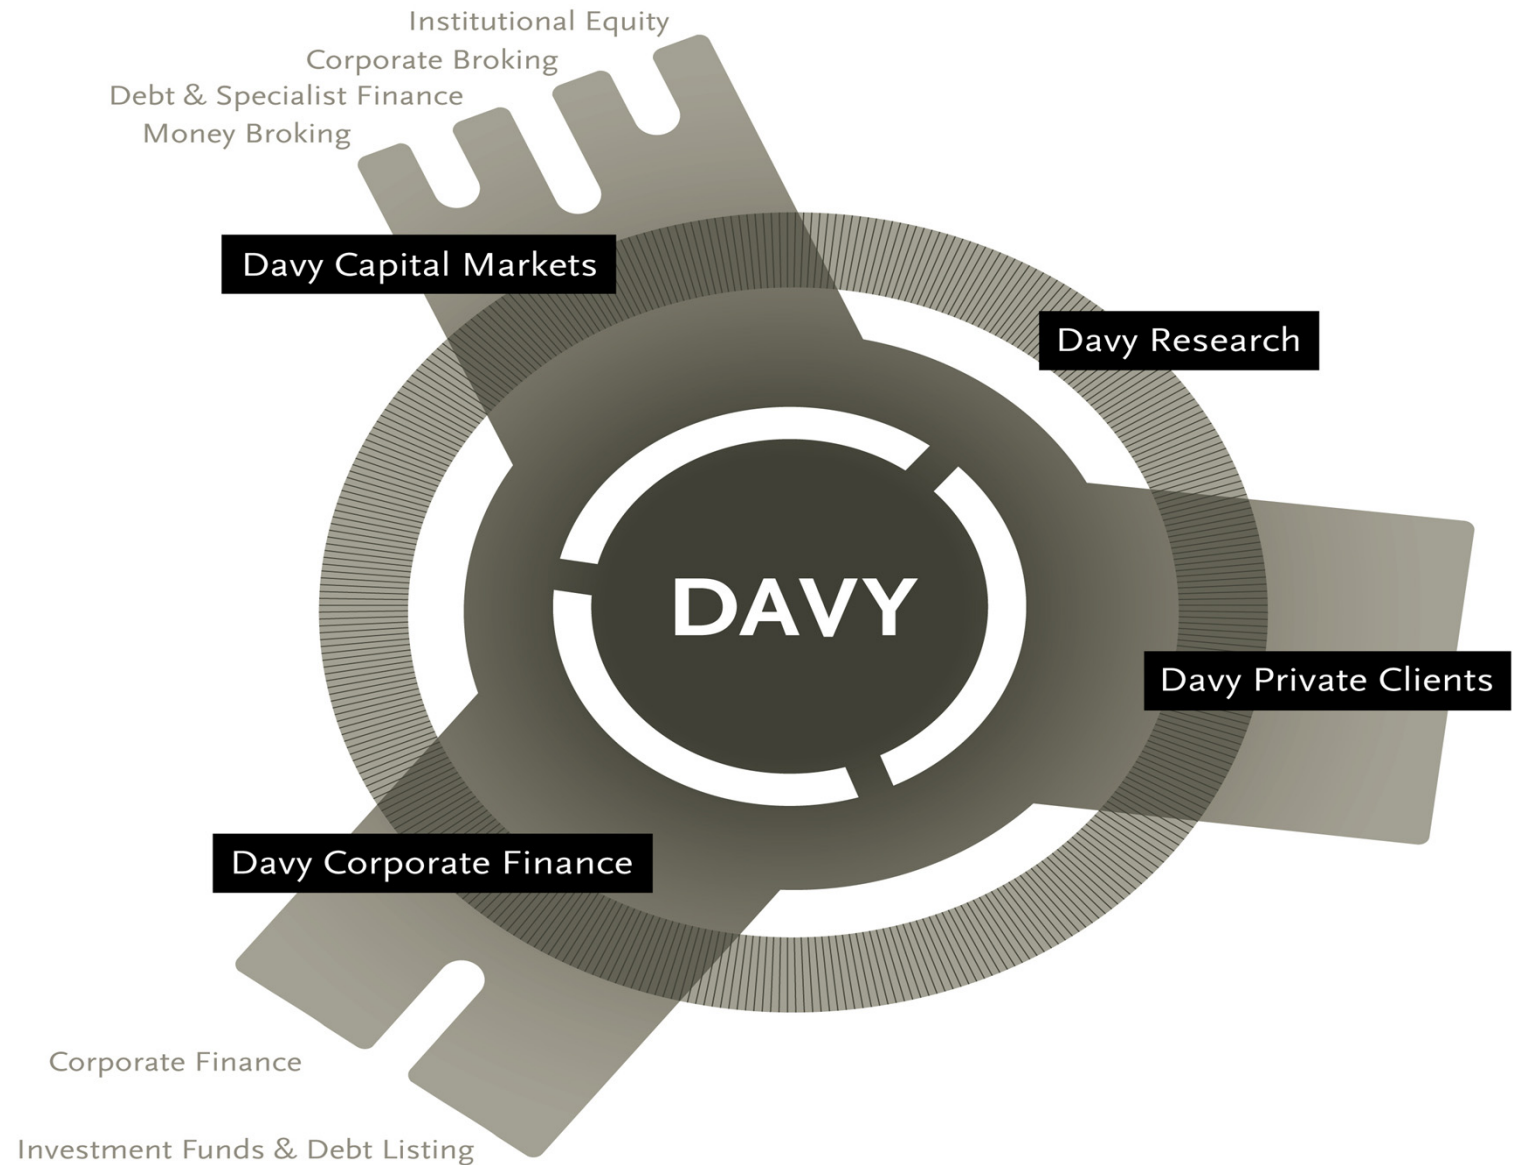 Institutional Equity
Corporate Broking
Debt & Specialist Finance
Money Broking
Davy Capital Markets
Davy Research
DAVY
Davy Private Clients
Davy Corporate Finance
Corporate Finance
Investment Funds & Debt Listing